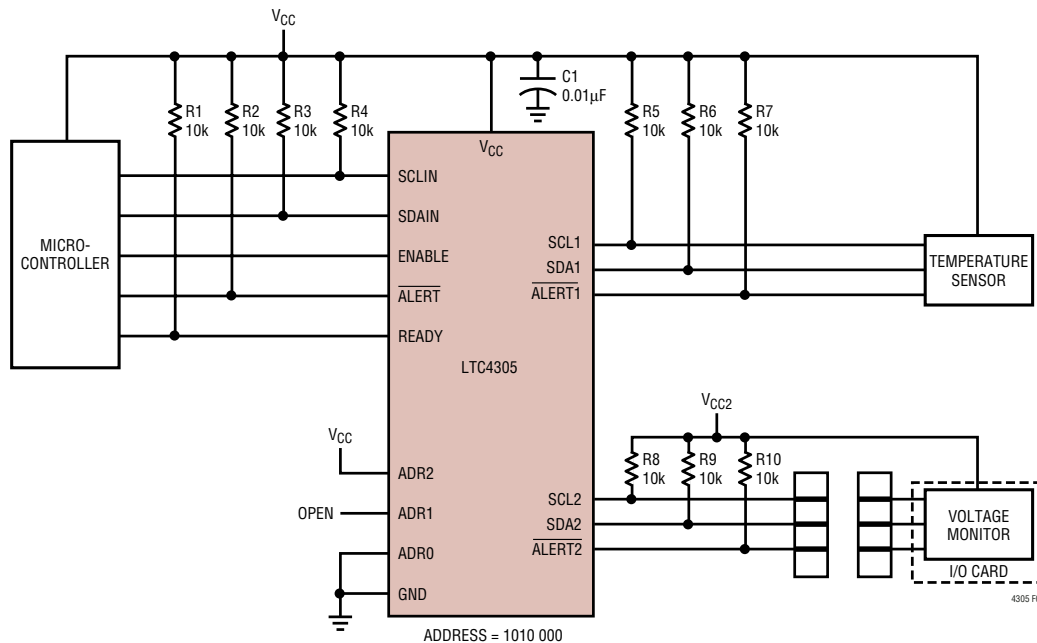 VCC
C1
0.01µF
R1
10k
R2
10k
R3
10k
R4
10k
R5
10k
R6
10k
R7
10k
VCC
MICRO-
CONTROLLER
SCLIN
SDAIN
ENABLE
ALERT
READY
SCL1
SDA1
ALERT1
TEMPERATURE
SENSOR
LTC4305
VCC
ADR2
OPEN
ADR1
ADR0
GND
VCC2
R8
10k
R9
10k
R10
10k
SCL2
SDA2
ALERT2
VOLTAGE
MONITOR
I/O CARD
4305
ADDRESS = 1010 000